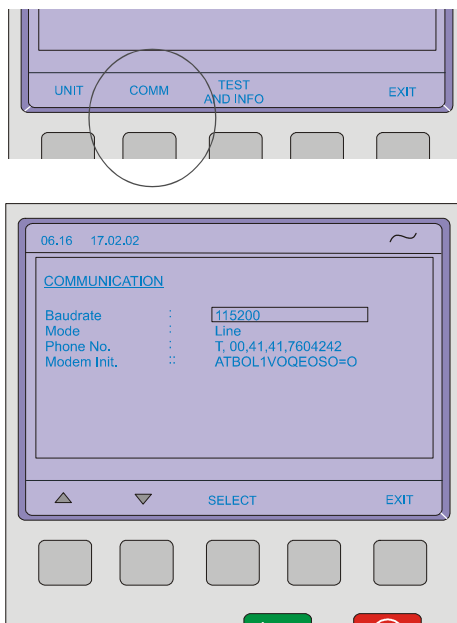 UNIT COMM TEST AND INFO EXIT
06.16 17.02.02
COMMUNICATION
Baudrate : 115200
Mode : Line
Phone No. : T, 00,41,41,7604242
Modem Init. :: ATBOL1VOQEOSO=O
SELECT EXIT